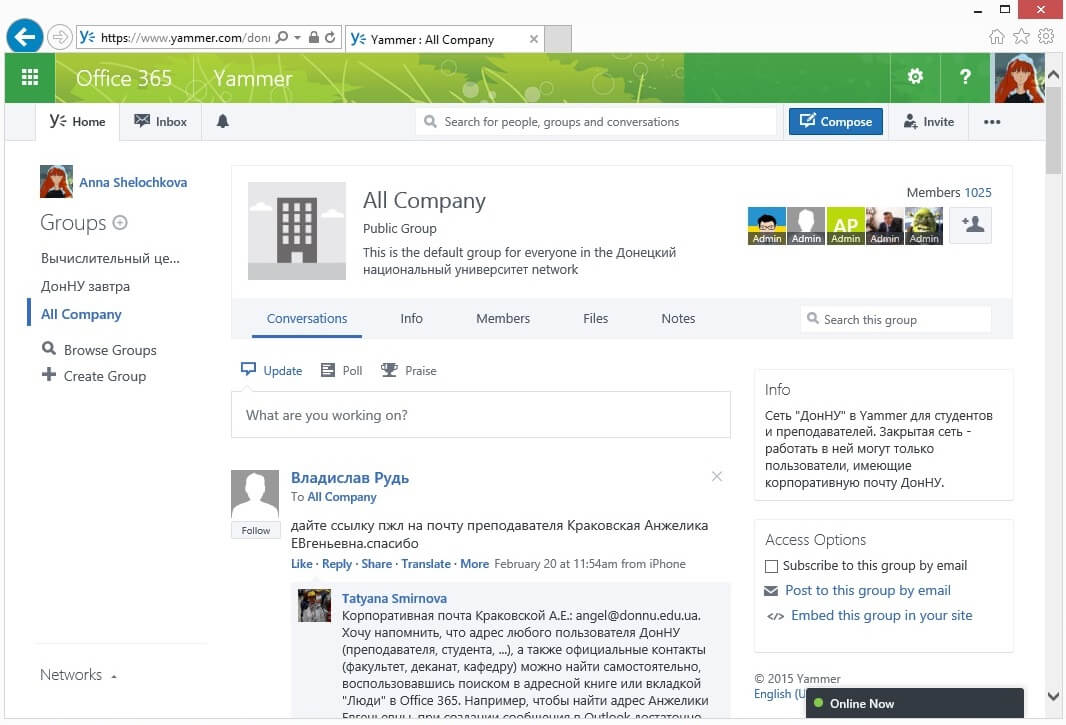 https://www.yammer.com/doni
Yammer : All Company
Office 365
Yammer
Home
Inbox
Search for people, groups and conversations
Compose
Invite
Anna Shelochkova
Groups
Вычислительный це...
ДонНУ завтра
All Company
Browse Groups
Create Group
Networks
All Company
Public Group
This is the default group for everyone in the Донецкий
национальный университет network
Members 1025
Admin
Admin
AP
Admin
Admin
Admin
Conversations
Info
Members
Files
Notes
Search this group
Update
Poll
Praise
What are you working on?
Владислав Рудь
To All Company
Follow
дайте ссылку пжл на почту преподавателя Краковская Анжелика
ЕВгеньевна.спасибо
Like · Reply · Share · Translate · More February 20 at 11:54am from iPhone
Tatyana Smirnova
Корпоративная почта Краковской А.Е.: angel@donnu.edu.ua.
Хочу напомнить, что адрес любого пользователя ДонНУ
(преподавателя, студента, ...), а также официальные контакты
(факультет, деканат, кафедру) можно найти самостоятельно,
воспользовавшись поиском в адресной книге или вкладкой
"Люди" в Office 365. Например, чтобы найти адрес Анжелики
Евгеньевны, при создании сообщения в Outlook достаточно
Info
Сеть "ДонНУ" в Yammer для студентов
и преподавателей. Закрытая сеть -
работать в ней могут только
пользователи, имеющие
корпоративную почту ДонНУ.
Access Options
Subscribe to this group by email
Post to this group by email
Embed this group in your site
© 2015 Yammer
English (U
Online Now